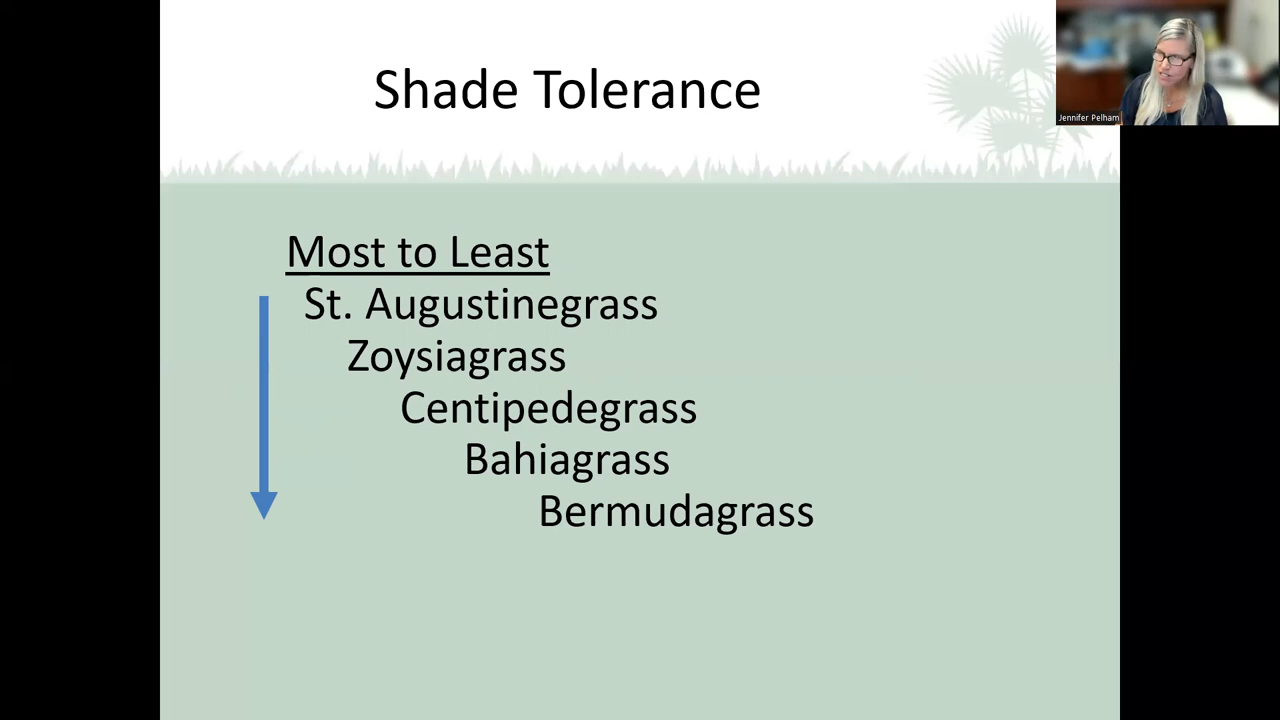 Shade Tolerance
Jennifer Pelham
Most to Least
St. Augustinegrass
Zoysiagrass
Centipedegrass
Bahiagrass
Bermudagrass